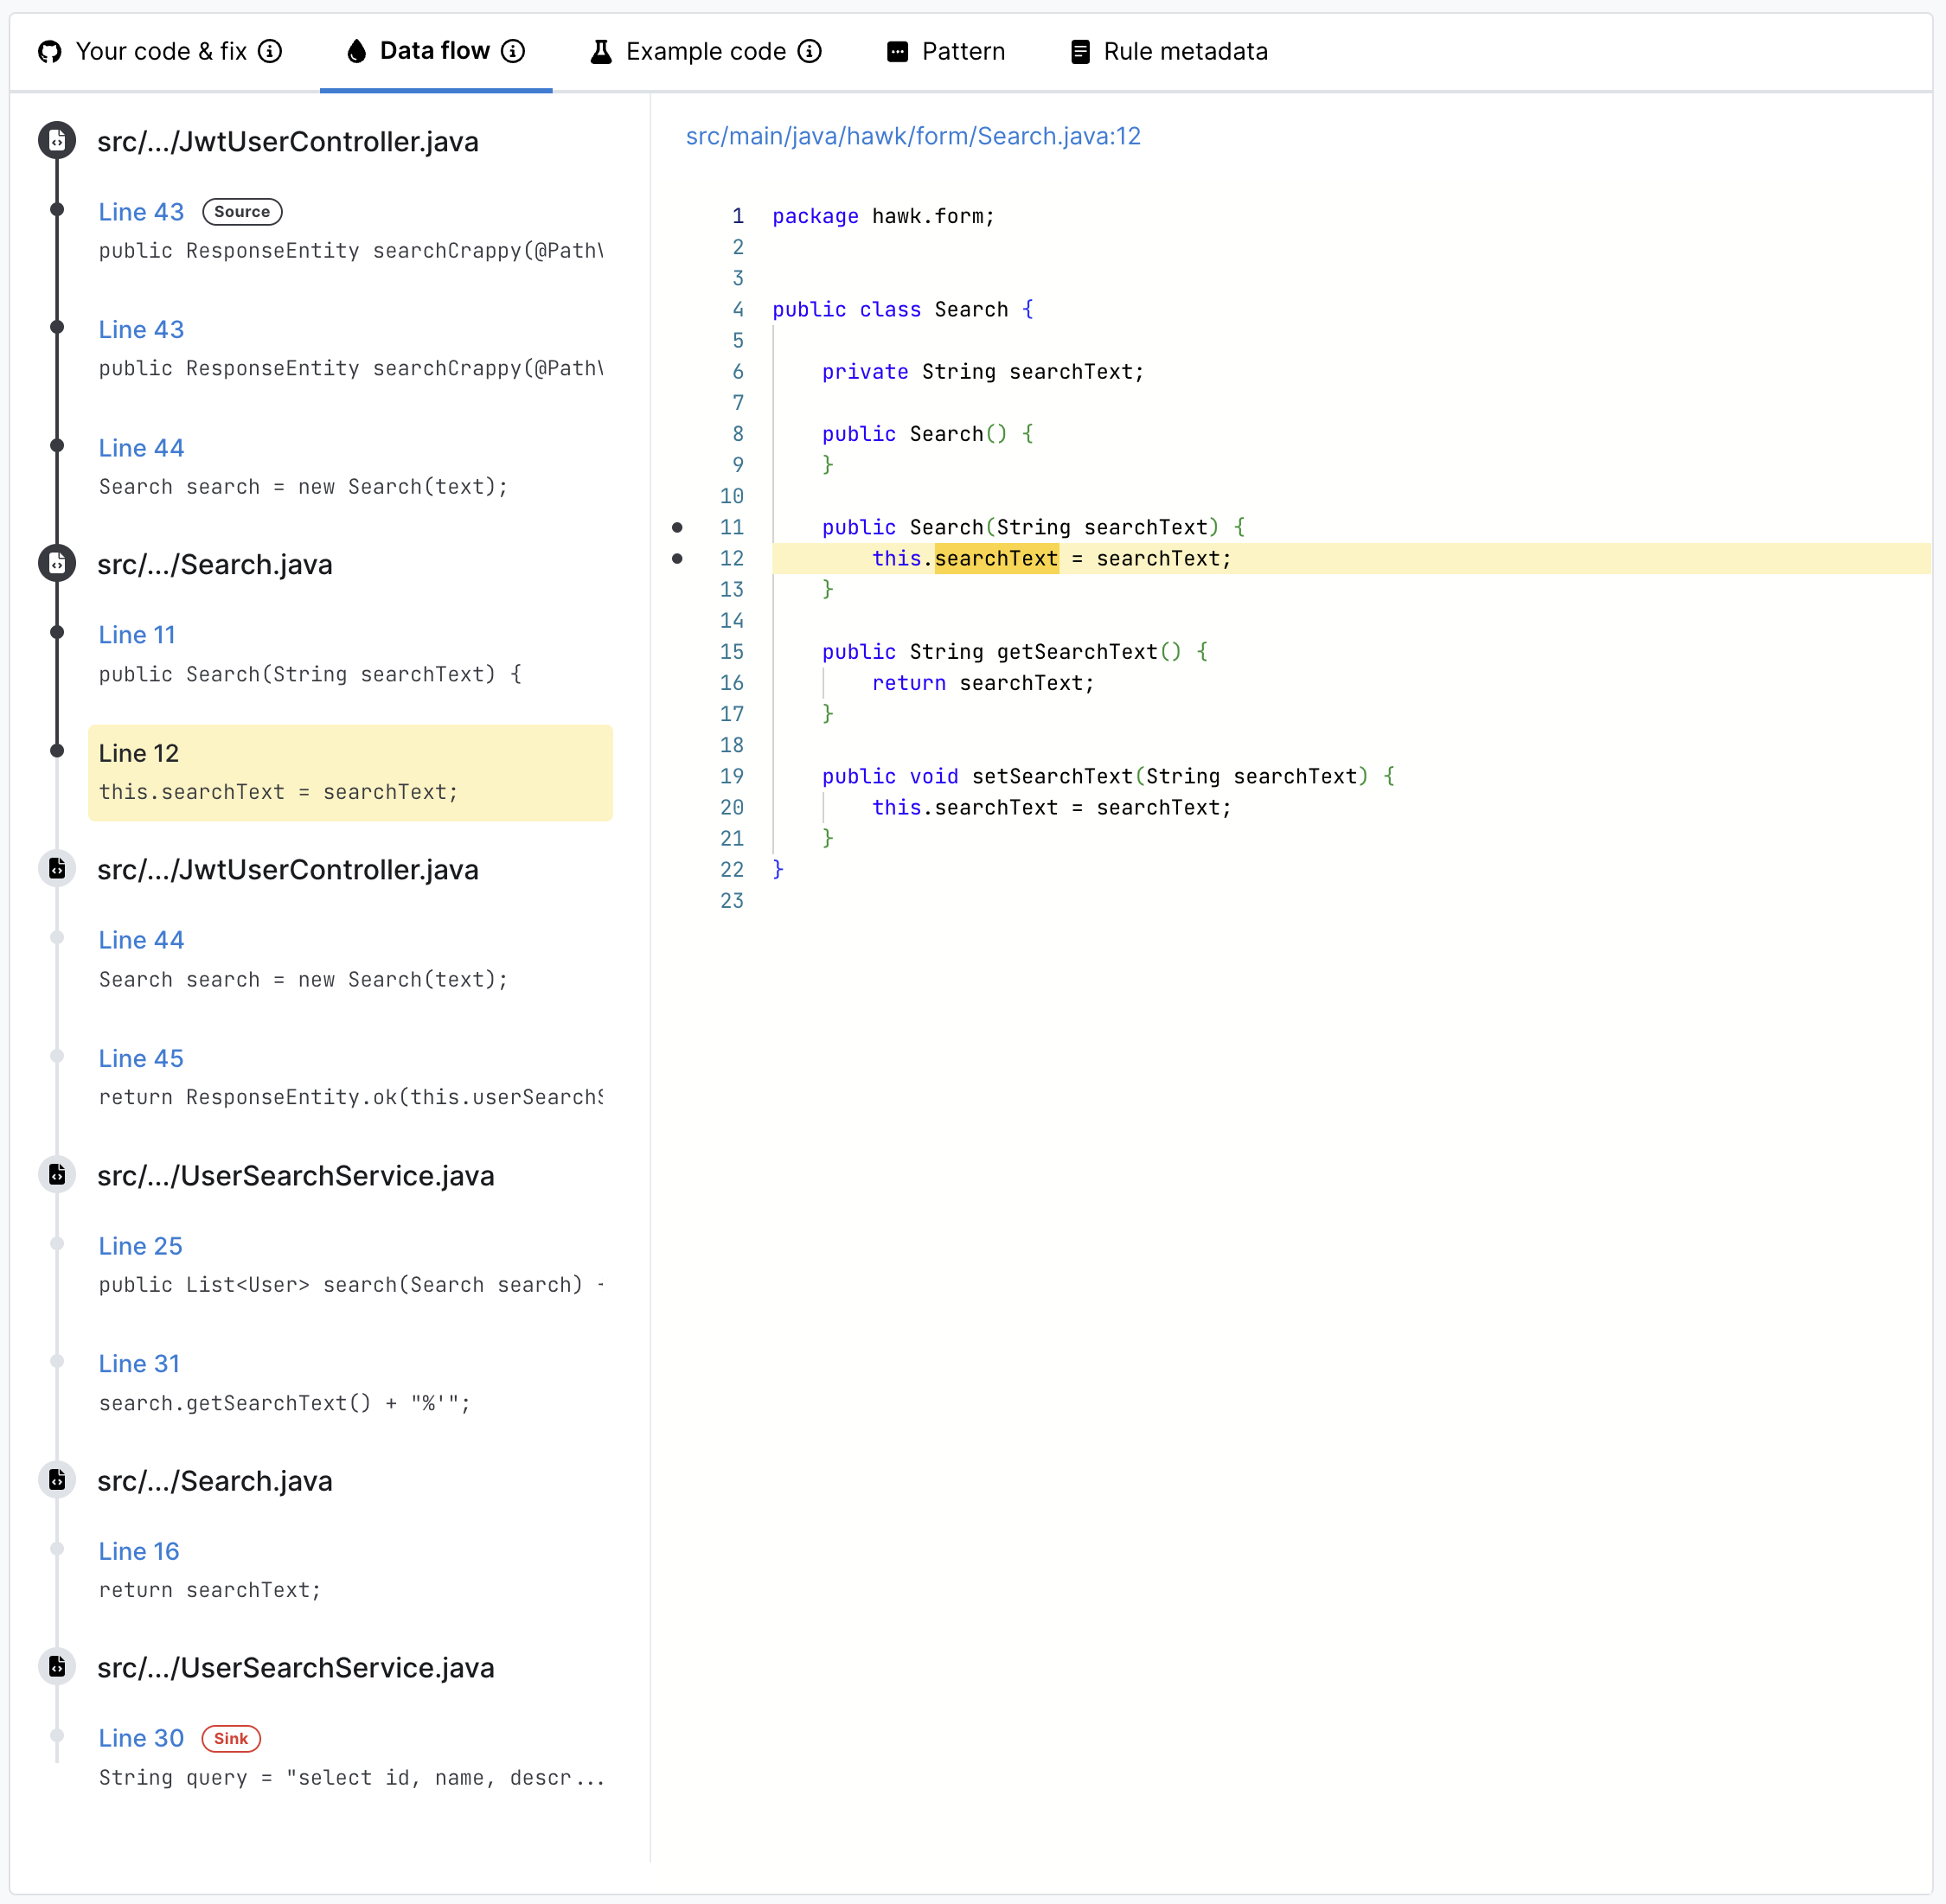 Your code & fix Data flow Example code Pattern Rule metadata
src/.../JwtUserController.java
Line 43 Source
public ResponseEntity searchCrappy(@Path
Line 43
public ResponseEntity searchCrappy(@Path
Line 44
Search search = new Search(text);
src/.../Search.java
Line 11
public Search(String searchText) {
Line 12
this.searchText = searchText;
src/.../JwtUserController.java
Line 44
Search search = new Search(text);
Line 45
return ResponseEntity.ok(this.userSearch
src/.../UserSearchService.java
Line 25
public List<User> search(Search search)
Line 31
search.getSearchText() + "%'";
src/.../Search.java
Line 16
return searchText;
src/.../UserSearchService.java
Line 30 Sink
String query = "select id, name, descr...
src/main/java/hawk/form/Search.java:12
1 package hawk.form;
2
3
4 public class Search {
5
6 private String searchText;
7
8 public Search() {
9 }
10
11 public Search(String searchText) {
12 this.searchText = searchText;
13 }
14
15 public String getSearchText() {
16 return searchText;
17 }
18
19 public void setSearchText(String searchText) {
20 this.searchText = searchText;
21 }
22 }
23